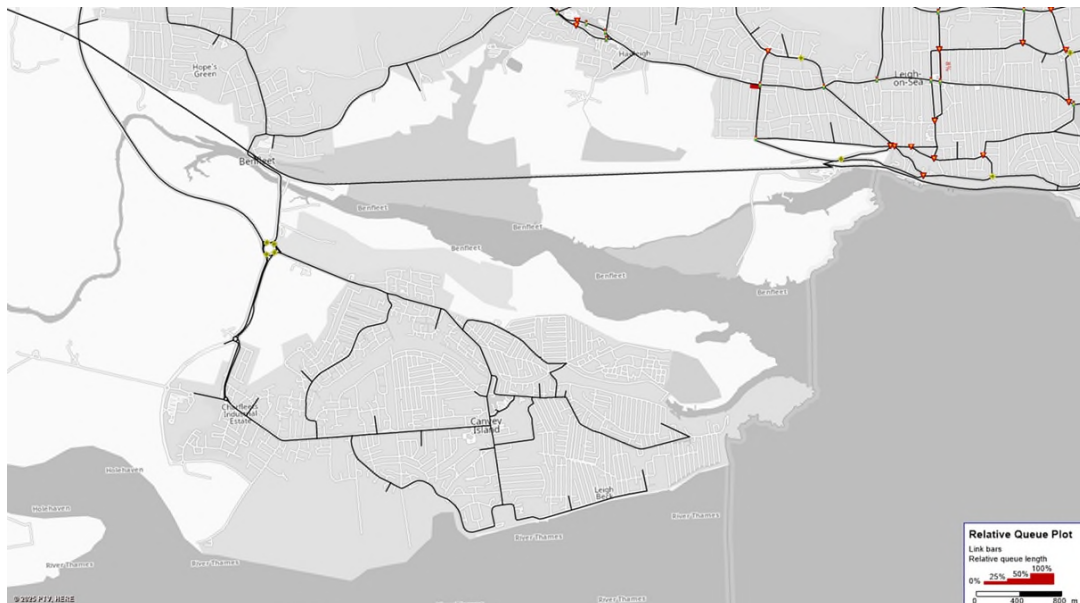 Hope's
Green
Hadleigh
Leigh-
on-Sea
Benfleet
Benfleet
Benfleet
Benfleet
Benfleet
Benfleet
Charfleets
Industrial
Estate
Canvey
Island
Leigh
Beck
Holehaven
Holehaven
River Thames
River Thames
River Thames
River Thames
River Thames
River Thames
© 2025 PTV, HERE
Relative Queue Plot
Link bars
Relative queue length
0% 25% 50% 100%
0 400 800 m